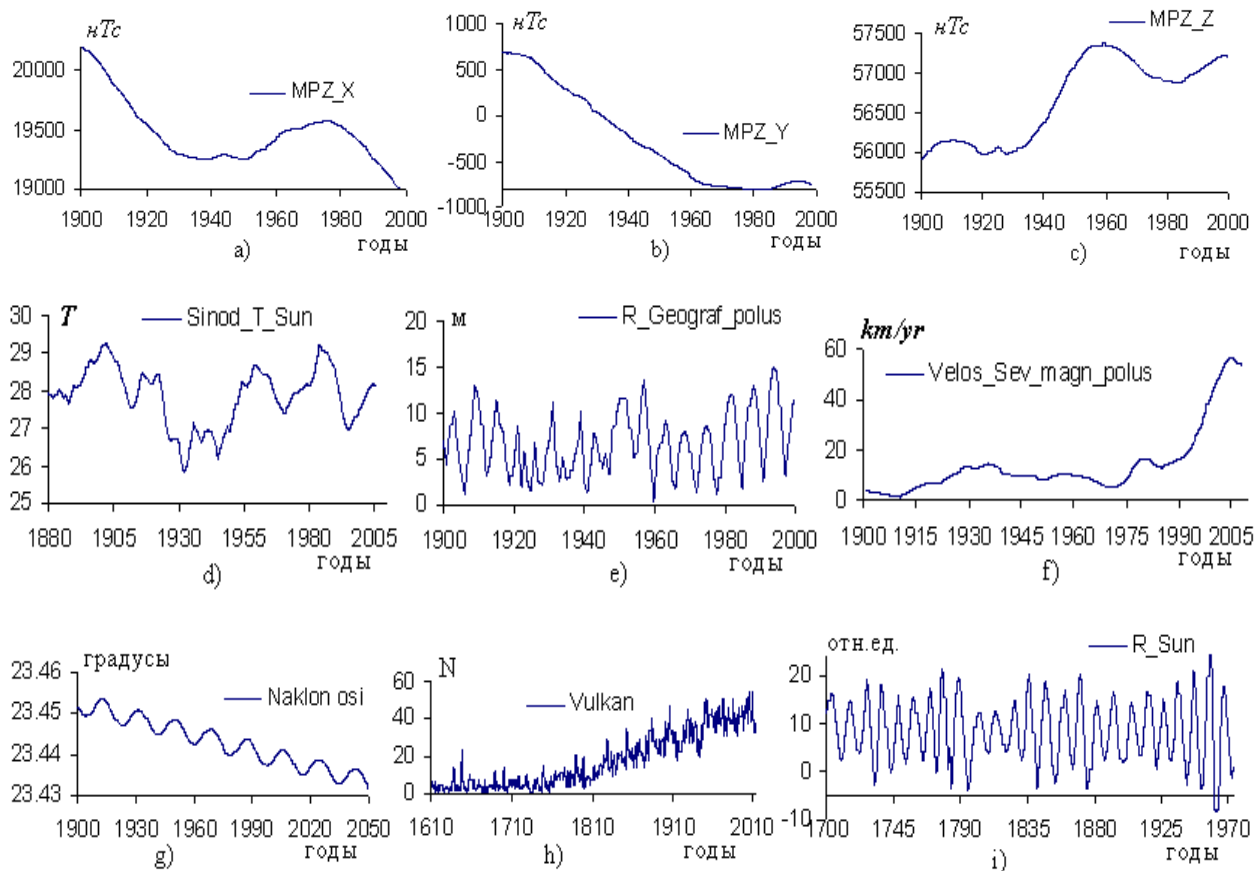 нТс
MPZ_X
20000
19500
19000
1900 1920 1940 1960 1980 2000
годы
a)
нТс
MPZ_Y
1000
500
0
-500
-1000
1900 1920 1940 1960 1980 2000
годы
b)
нТс
MPZ_Z
57500
57000
56500
56000
55500
1900 1920 1940 1960 1980 2000
годы
c)
T
Sinod_T_Sun
30
29
28
27
26
25
1880 1905 1930 1955 1980 2005
годы
d)
м
R_Geograf_polus
20
15
10
5
0
1900 1920 1940 1960 1980 2000
годы
e)
km/yr
Velos_Sev_magn_polus
60
40
20
0
1900 1915 1930 1945 1960 1975 1990 2005
годы
f)
градусы
Naklon osi
23.46
23.45
23.44
23.43
1900 1930 1960 1990 2020 2050
годы
g)
N
Vulkan
60
40
20
0
1610 1710 1810 1910 2010
годы
h)
отн.ед.
R_Sun
20
10
0
-10
1700 1745 1790 1835 1880 1925 1970
годы
i)